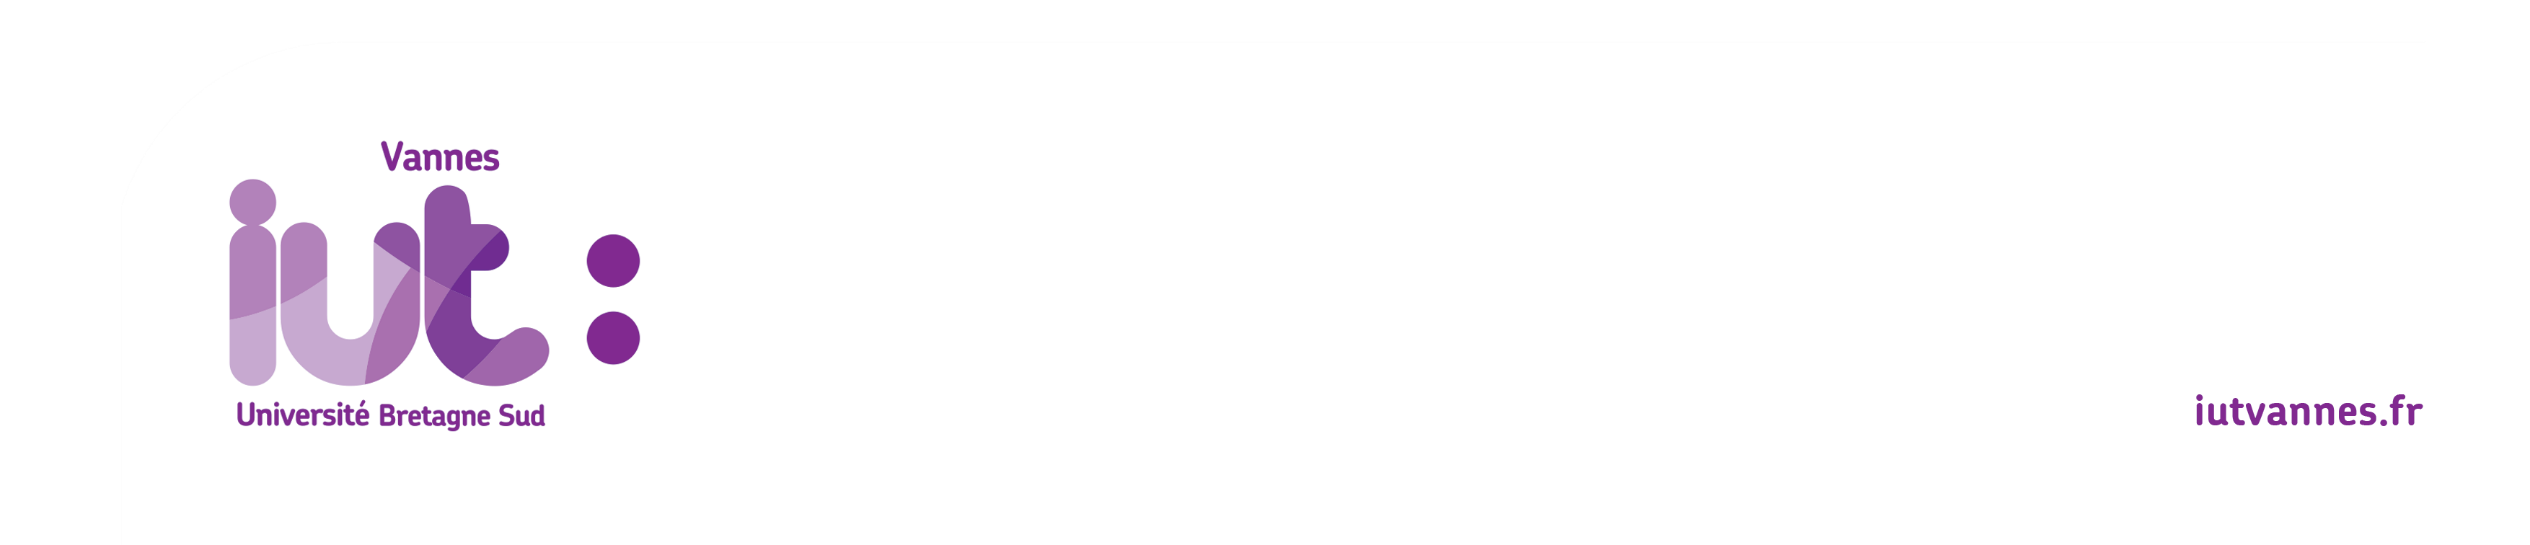 Vannes
iut:
Université Bretagne Sud
iutvannes.fr